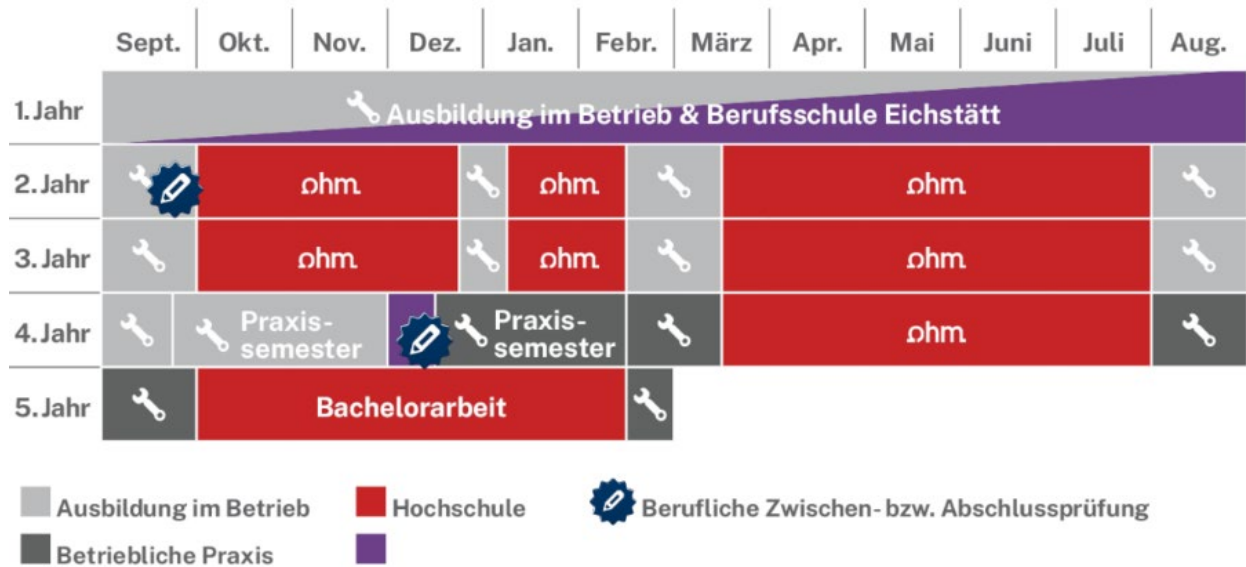 Sept. Okt. Nov. Dez. Jan. Febr. März Apr. Mai Juni Juli Aug.
1. Jahr Ausbildung im Betrieb & Berufsschule Eichstätt
2. Jahr ohm ohm ohm
3. Jahr ohm ohm ohm
4. Jahr Praxis-
semester Praxis-
semester ohm
5. Jahr Bachelorarbeit
Ausbildung im Betrieb Hochschule Berufliche Zwischen- bzw. Abschlussprüfung
Betriebliche Praxis